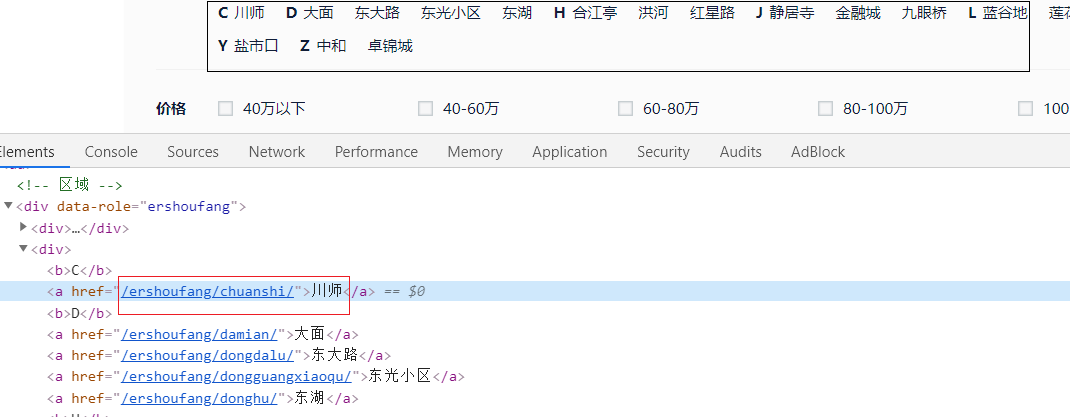 C 川师 D 大面 东大路 东光小区 东湖 H 合江亭 洪河 红星路 J 静居寺 金融城 九眼桥 L 蓝谷地
Y 盐市口 Z 中和 卓锦城
价格 40万以下 40-60万 60-80万 80-100万 100
Elements Console Sources Network Performance Memory Application Security Audits AdBlock
<!-- 区域 -->
▼<div data-role="ershoufang">
▶<div>…</div>
▼<div>
<b>C</b>
<a href="/ershoufang/chuanshi/">川师</a> == $0
<b>D</b>
<a href="/ershoufang/damian/">大面</a>
<a href="/ershoufang/dongdalu/">东大路</a>
<a href="/ershoufang/dongguangxiaoqu/">东光小区</a>
<a href="/ershoufang/donghu/">东湖</a>